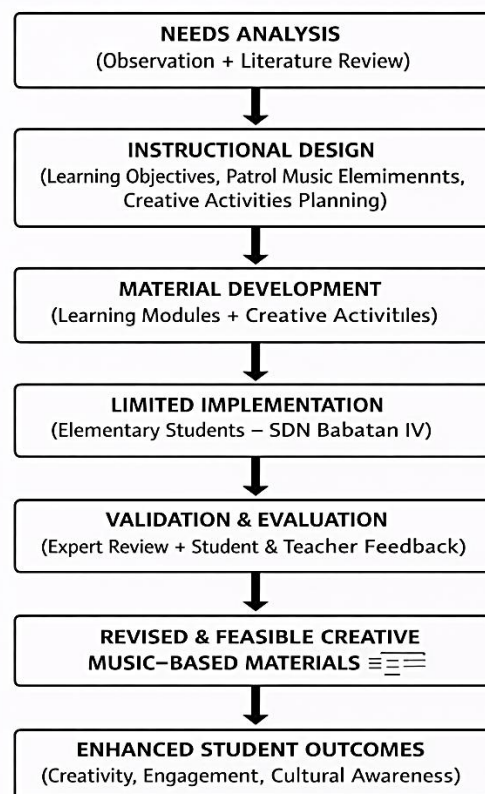 NEEDS ANALYSIS
(Observation + Literature Review)
INSTRUCTIONAL DESIGN
(Learning Objectives, Patrol Music Elemimennts,
Creative Activities Planning)
MATERIAL DEVELOPMENT
(Learning Modules + Creative Activitiles)
LIMITED IMPLEMENTATION
(Elementary Students – SDN Babatan IV)
VALIDATION & EVALUATION
(Expert Review + Student & Teacher Feedback)
REVISED & FEASIBLE CREATIVE
MUSIC–BASED MATERIALS
ENHANCED STUDENT OUTCOMES
(Creativity, Engagement, Cultural Awareness)